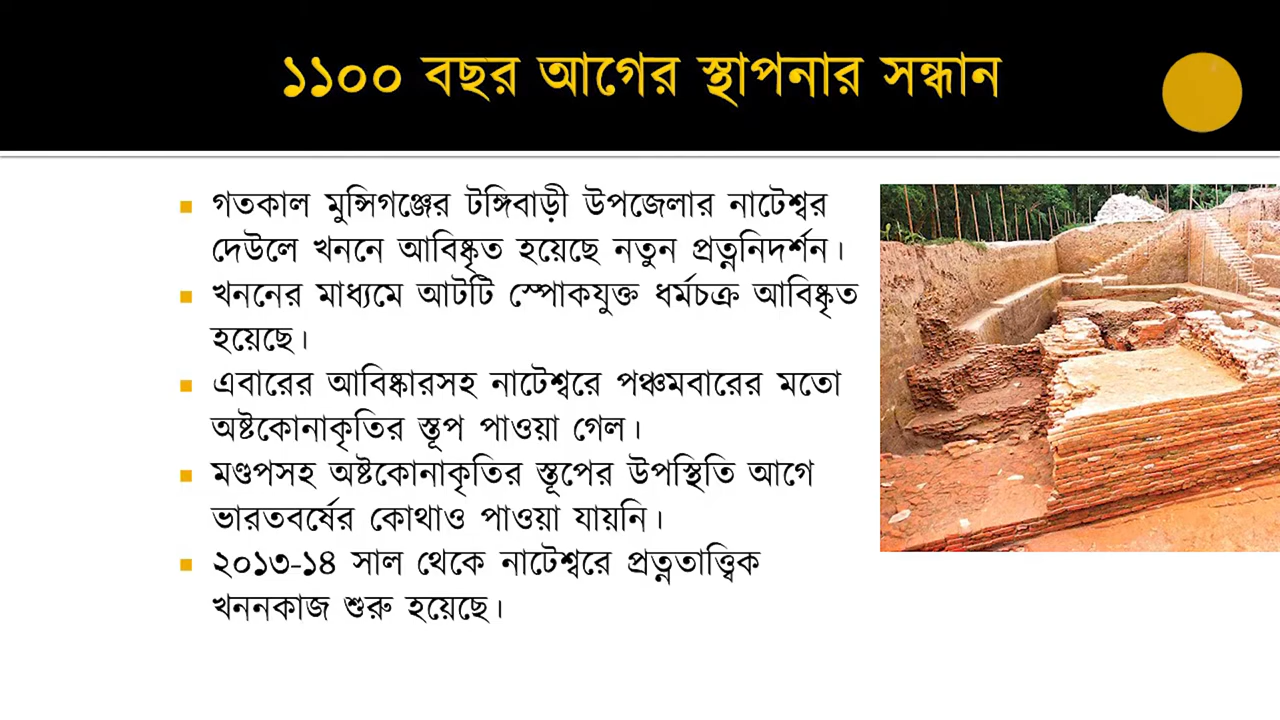 ১১০০ বছর আগের স্থাপনার সন্ধান
গতকাল মুন্সিগঞ্জের টঙ্গিবাড়ী উপজেলার নাটেশ্বর
দেউলে খননে আবিষ্কৃত হয়েছে নতুন প্রত্ননিদর্শন।
খননের মাধ্যমে আটটি স্পোকযুক্ত ধর্মচক্র আবিষ্কৃত
হয়েছে।
এবারের আবিষ্কারসহ নাটেশ্বরে পঞ্চমবারের মতো
অষ্টকোনাকৃতির স্তূপ পাওয়া গেল।
মণ্ডপসহ অষ্টকোনাকৃতির স্তূপের উপস্থিতি আগে
ভারতবর্ষের কোথাও পাওয়া যায়নি।
২০১৩-১৪ সাল থেকে নাটেশ্বরে প্রত্নতাত্ত্বিক
খননকাজ শুরু হয়েছে।